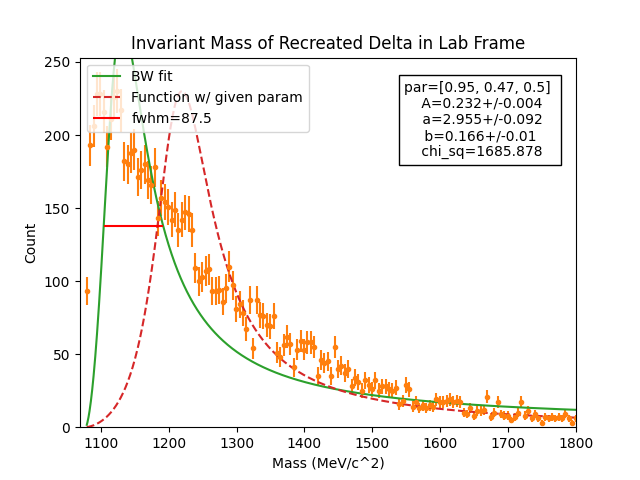 Invariant Mass of Recreated Delta in Lab Frame
BW fit
Function w/ given param
fwhm=87.5
par=[0.95, 0.47, 0.5]
A=0.232+/-0.004
a=2.955+/-0.092
b=0.166+/-0.01
chi_sq=1685.878
Count
250
200
150
100
50
0
1100
1200
1300
1400
1500
1600
1700
1800
Mass (MeV/c^2)